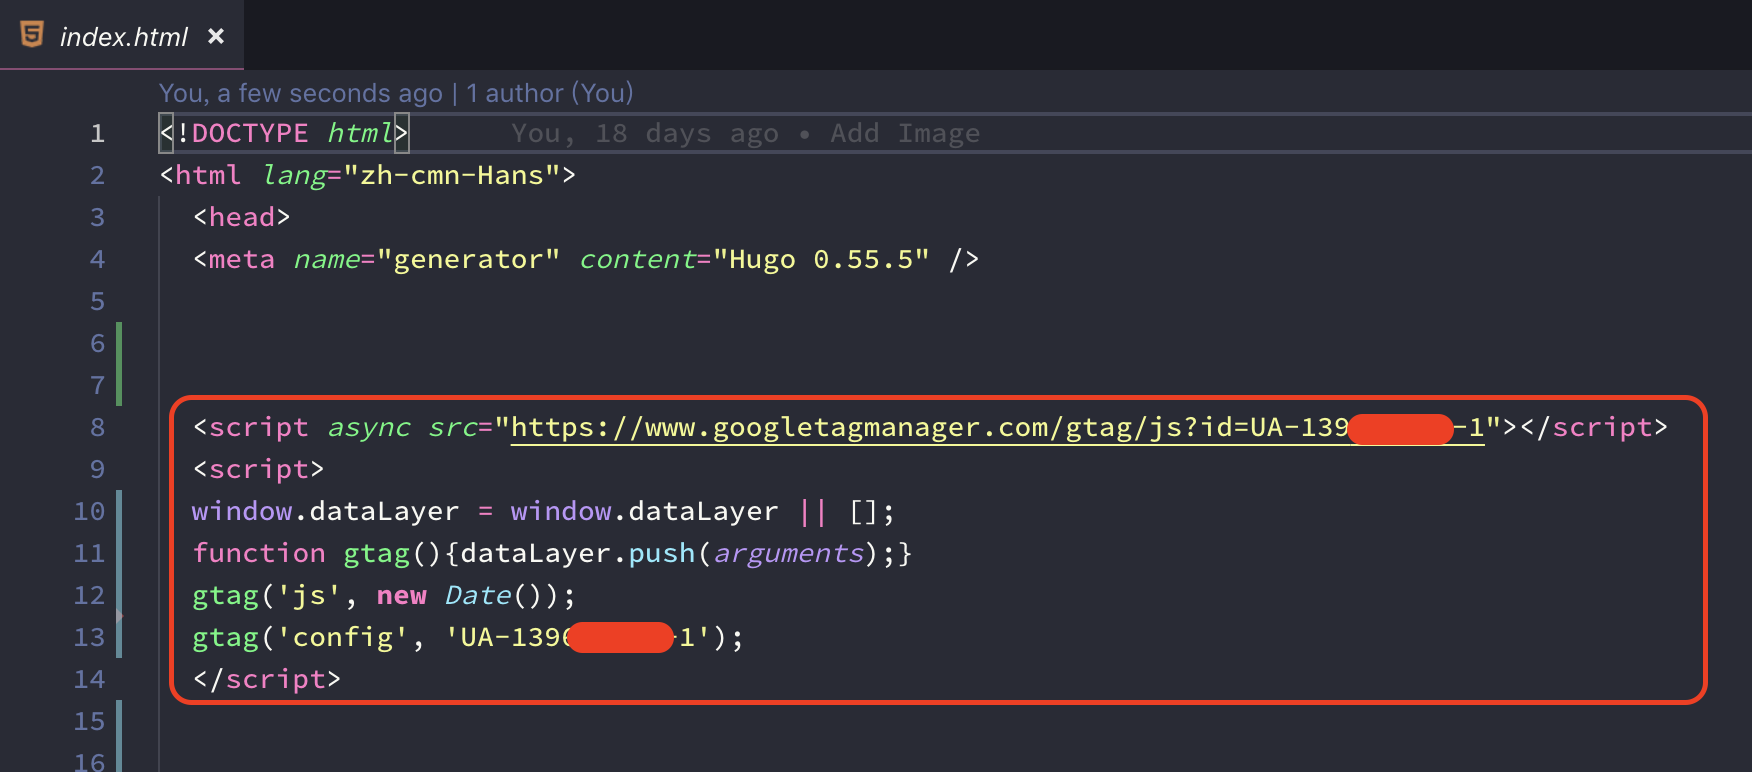 index.html ×
You, a few seconds ago | 1 author (You)
1 <!DOCTYPE html> You, 18 days ago • Add Image
2 <html lang="zh-cmn-Hans">
3 <head>
4 <meta name="generator" content="Hugo 0.55.5" />
5
6
7
8 <script async src="https://www.googletagmanager.com/gtag/js?id=UA-139 -1"></script>
9 <script>
10 window.dataLayer = window.dataLayer || [];
11 function gtag(){dataLayer.push(arguments);}
12 gtag('js', new Date());
13 gtag('config', 'UA-139 -1');
14 </script>
15
16